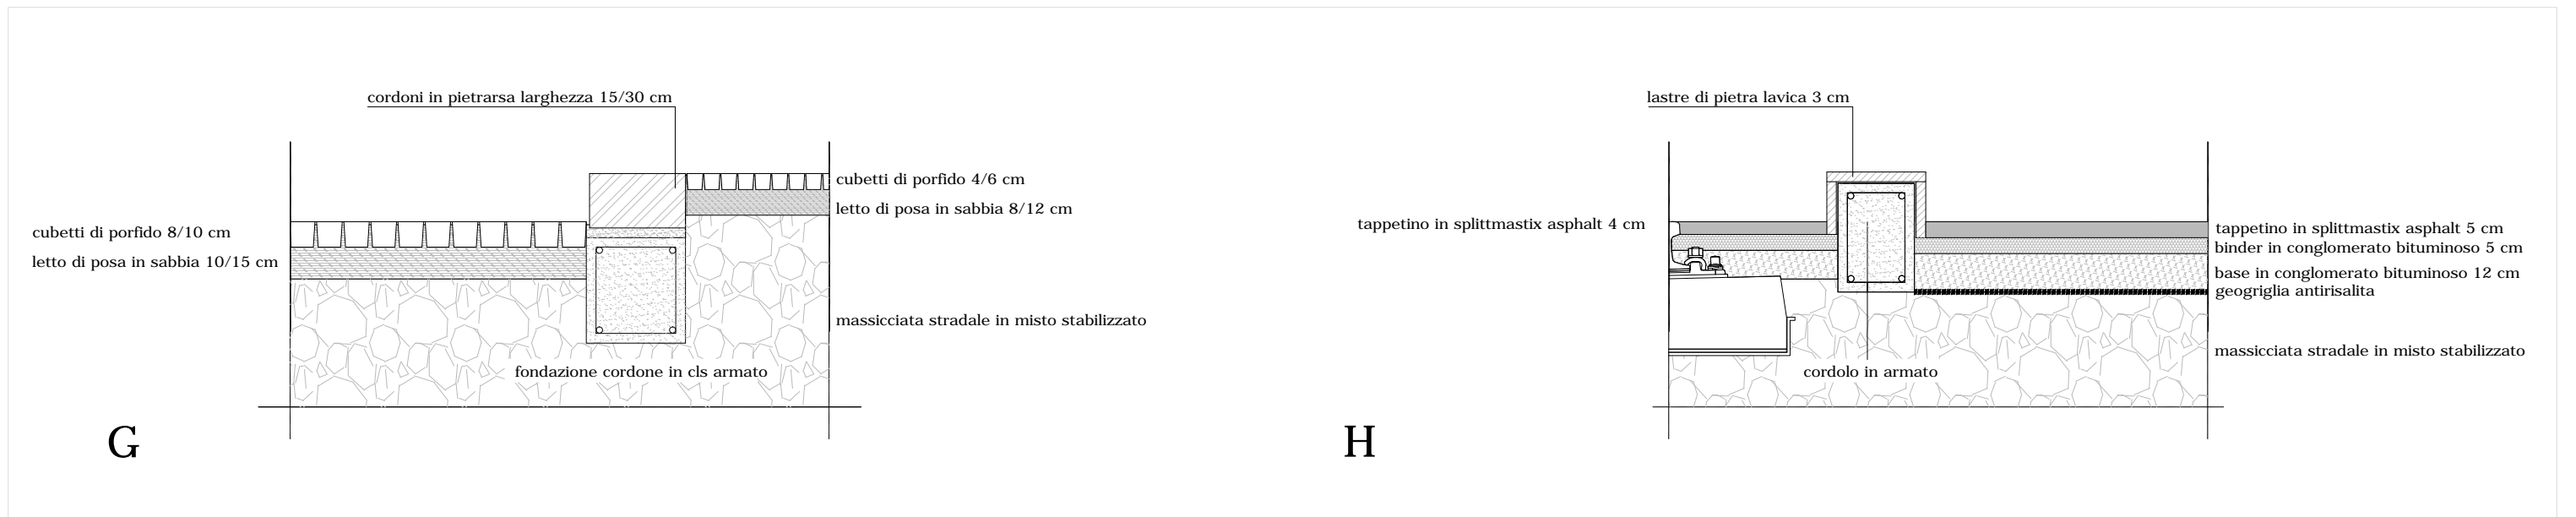 cordoni in pietrarsa larghezza 15/30 cm
cubetti di porfido 4/6 cm
letto di posa in sabbia 8/12 cm
cubetti di porfido 8/10 cm
letto di posa in sabbia 10/15 cm
massicciata stradale in misto stabilizzato
fondazione cordone in cls armato
G
lastre di pietra lavica 3 cm
tappetino in splittmastix asphalt 4 cm
tappetino in splittmastix asphalt 5 cm
binder in conglomerato bituminoso 5 cm
base in conglomerato bituminoso 12 cm
geogriglia antirisalita
massicciata stradale in misto stabilizzato
cordolo in armato
H